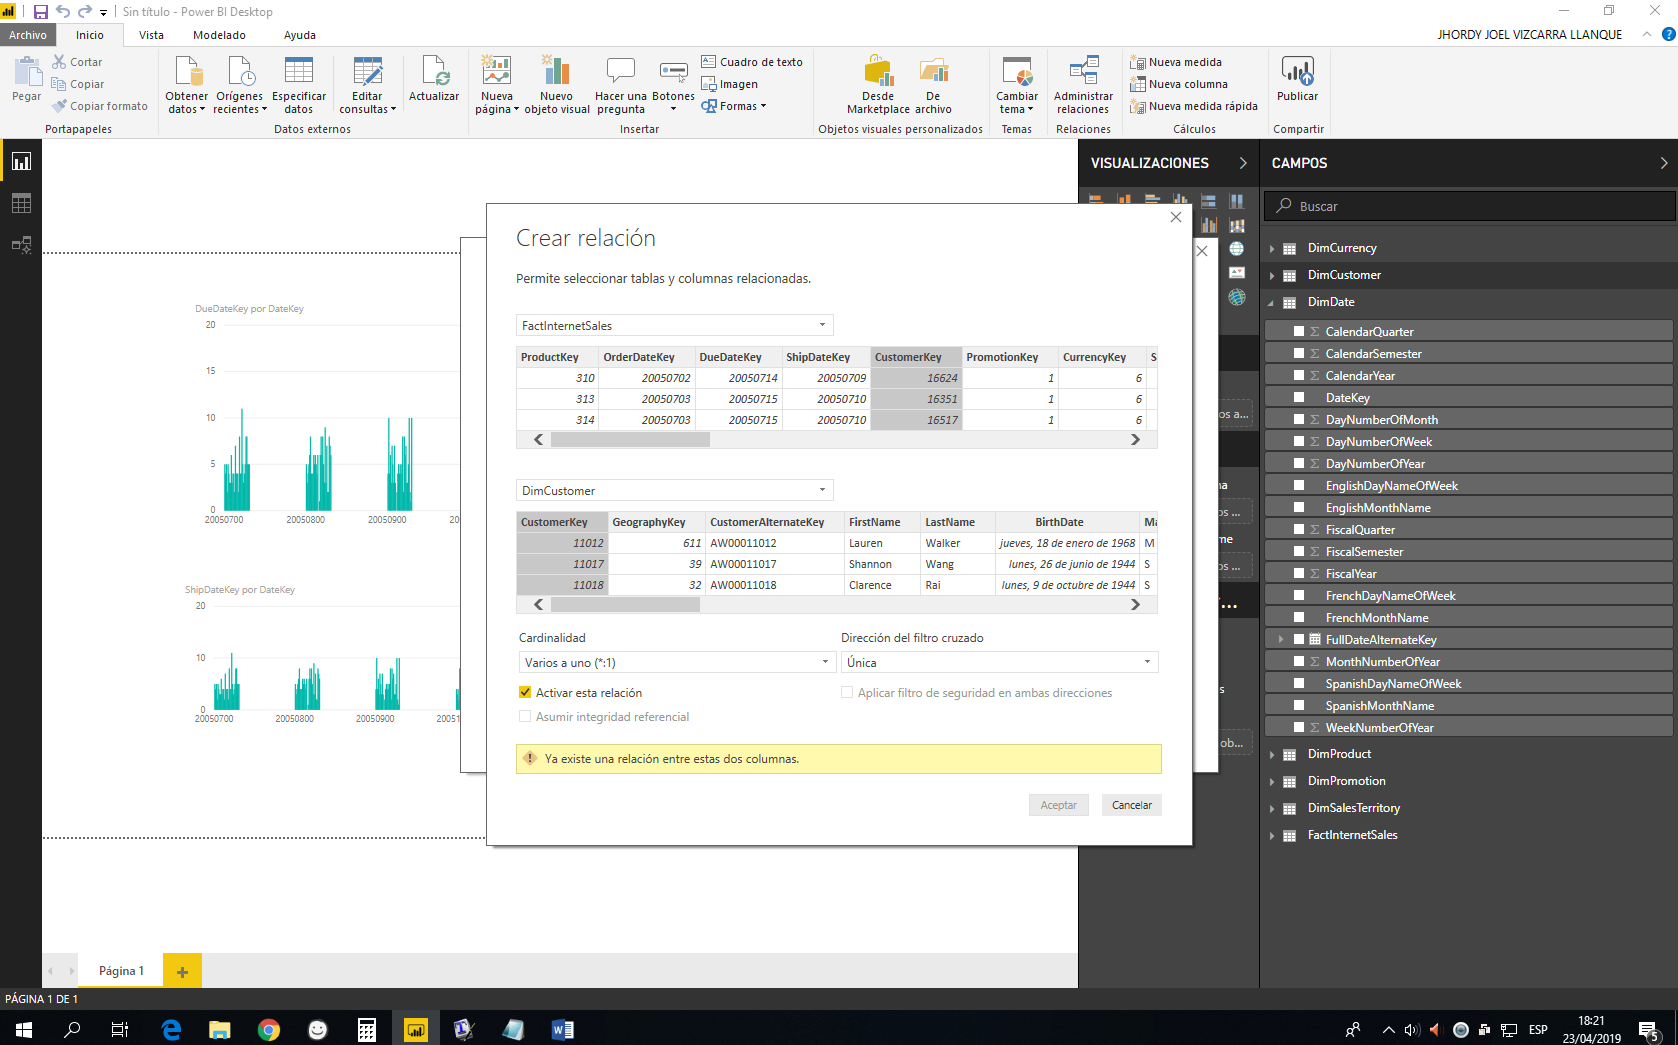 Sin título - Power BI Desktop
Archivo Inicio Vista Modelado Ayuda
JHORDY JOEL VIZCARRA LLANQUE
Pegar
Cortar
Copiar
Copiar formato
Portapapeles
Obtener datos
Orígenes recientes
Especificar datos
Datos externos
Editar consultas
Actualizar
Nueva página
Nuevo objeto visual
Hacer una pregunta
Botones
Cuadro de texto
Imagen
Formas
Insertar
Desde Marketplace
De archivo
Objetos visuales personalizados
Cambiar tema
Temas
Administrar relaciones
Relaciones
Nueva medida
Nueva columna
Nueva medida rápida
Cálculos
Publicar
Compartir
VISUALIZACIONES
CAMPOS
Buscar
DueDateKey por DateKey
20
15
10
5
0
20050700 20050800 20050900 20
ShipDateKey por DateKey
20
10
0
20050700 20050800 20050900 20051
Crear relación
Permite seleccionar tablas y columnas relacionadas.
FactInternetSales
ProductKey OrderDateKey DueDateKey ShipDateKey CustomerKey PromotionKey CurrencyKey S
310 20050702 20050714 20050709 16624 1 6
313 20050703 20050715 20050710 16351 1 6
314 20050703 20050715 20050710 16517 1 6
DimCustomer
CustomerKey GeographyKey CustomerAlternateKey FirstName LastName BirthDate Ma
11012 611 AW00011012 Lauren Walker jueves, 18 de enero de 1968 M
11017 39 AW00011017 Shannon Wang lunes, 26 de junio de 1944 S
11018 32 AW00011018 Clarence Rai lunes, 9 de octubre de 1944 S
Cardinalidad
Dirección del filtro cruzado
Varios a uno (*:1)
Única
Activar esta relación
Aplicar filtro de seguridad en ambas direcciones
Asumir integridad referencial
Ya existe una relación entre estas dos columnas.
Aceptar
Cancelar
os a...
na
os ...
me
os ...
...
s
ob...
DimCurrency
DimCustomer
DimDate
Σ CalendarQuarter
Σ CalendarSemester
Σ CalendarYear
DateKey
Σ DayNumberOfMonth
Σ DayNumberOfWeek
Σ DayNumberOfYear
EnglishDayNameOfWeek
EnglishMonthName
Σ FiscalQuarter
Σ FiscalSemester
Σ FiscalYear
FrenchDayNameOfWeek
FrenchMonthName
FullDateAlternateKey
Σ MonthNumberOfYear
SpanishDayNameOfWeek
SpanishMonthName
Σ WeekNumberOfYear
DimProduct
DimPromotion
DimSalesTerritory
FactInternetSales
Página 1
PÁGINA 1 DE 1
ESP
18:21
23/04/2019
5